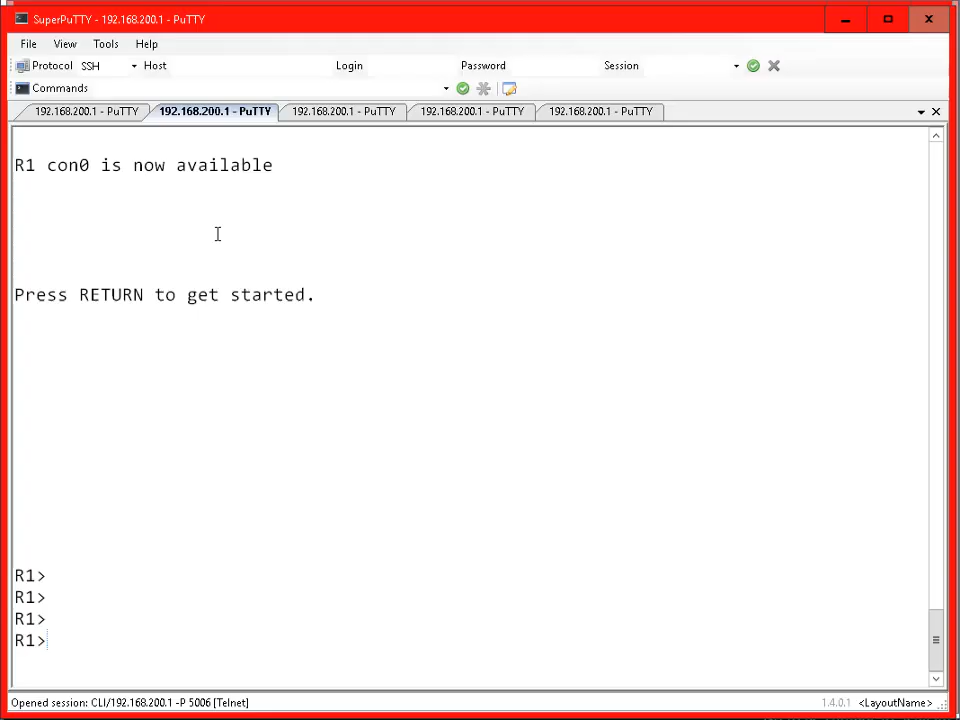 SuperPuTTY - 192.168.200.1 - PuTTY
File View Tools Help
Protocol SSH Host Login Password Session
Commands
192.168.200.1 - PuTTY 192.168.200.1 - PuTTY 192.168.200.1 - PuTTY 192.168.200.1 - PuTTY 192.168.200.1 - PuTTY
R1 con0 is now available
Press RETURN to get started.
R1>
R1>
R1>
R1>
Opened session: CLI/192.168.200.1 -P 5006 [Telnet] 1.4.0.1 <LayoutName>